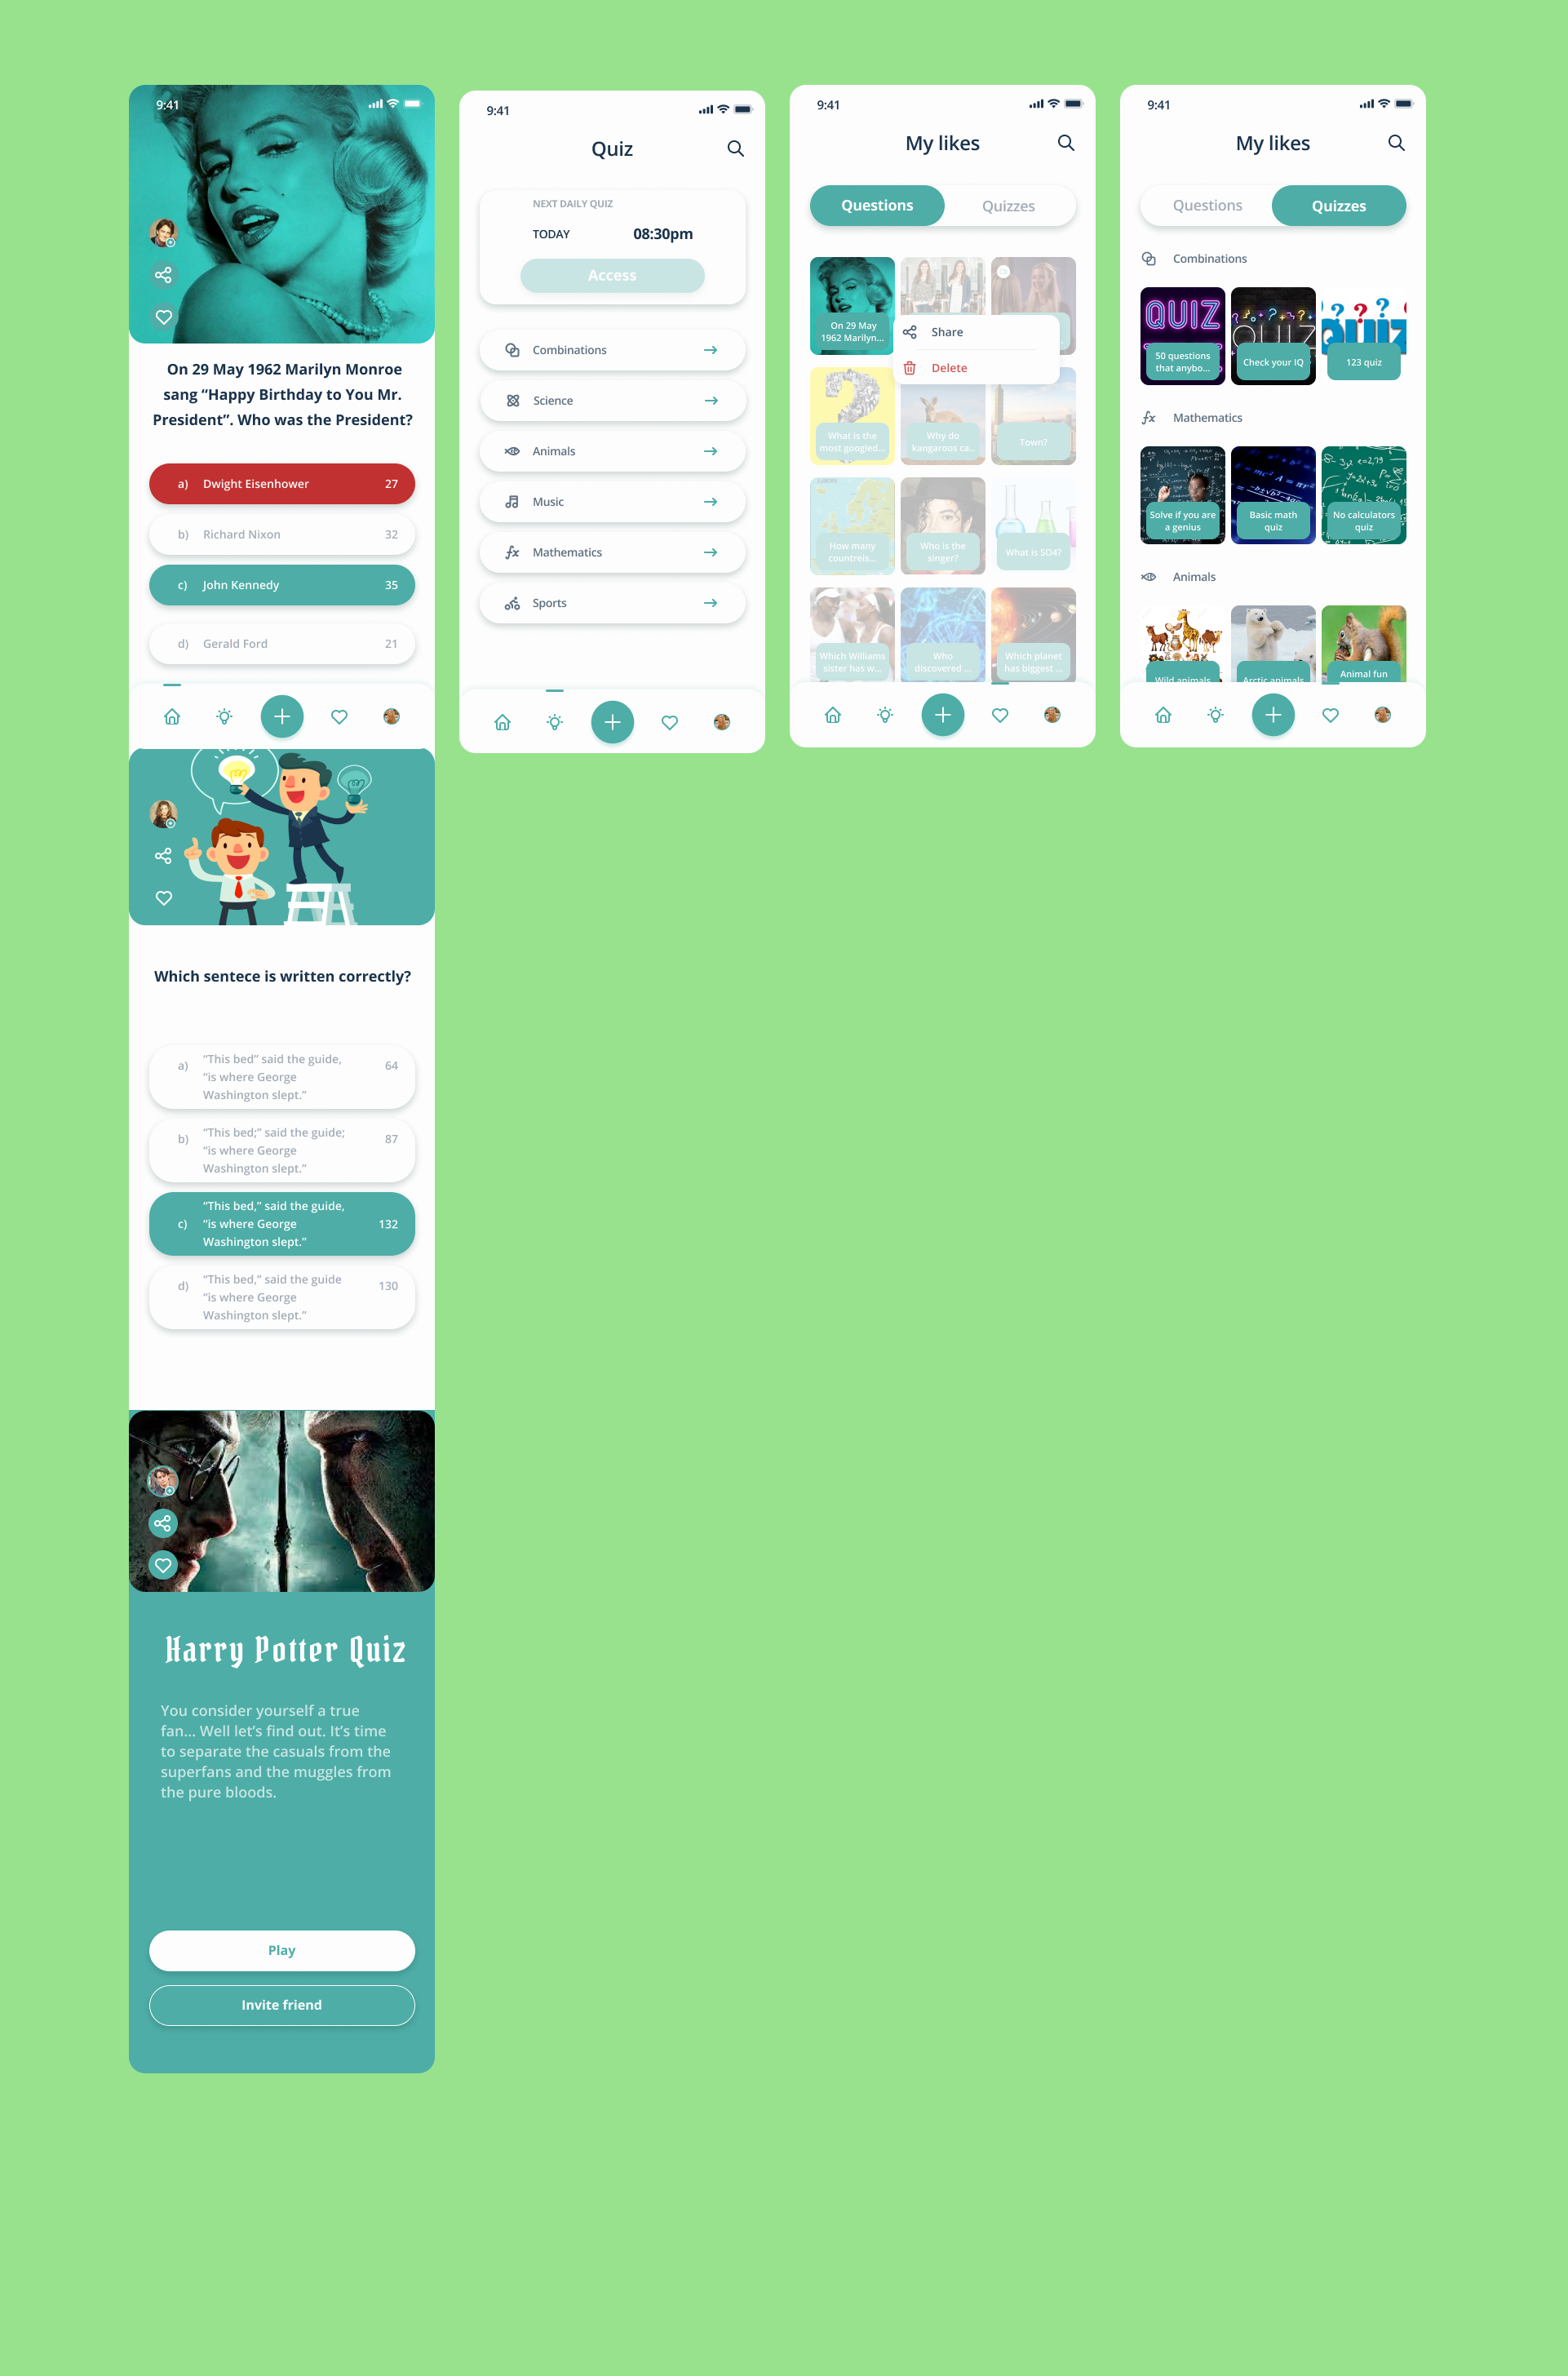 9:41
On 29 May 1962 Marilyn Monroe
sang “Happy Birthday to You Mr.
President”. Who was the President?
a) Dwight Eisenhower 27
b) Richard Nixon 32
c) John Kennedy 35
d) Gerald Ford 21
Which sentece is written correctly?
a) “This bed” said the guide, 64
“is where George
Washington slept.”
b) “This bed;” said the guide; 87
“is where George
Washington slept.”
“This bed,” said the guide,
c) “is where George 132
Washington slept.”
d) “This bed,” said the guide 130
“is where George
Washington slept.”
Harry Potter Quiz
You consider yourself a true
fan... Well let’s find out. It’s time
to separate the casuals from the
superfans and the muggles from
the pure bloods.
Play
Invite friend
9:41
Quiz
NEXT DAILY QUIZ
TODAY 08:30pm
Access
Combinations
Science
Animals
Music
Mathematics
Sports
9:41
My likes
Questions Quizzes
On 29 May
1962 Marilyn...
Share
Delete
What is the
most googled...
Why do
kangaroos ca..
Town?
How many
countreis...
Who is the
singer?
What is SO4?
Which Williams
sister has w...
Who
discovered ...
Which planet
has biggest ...
9:41
My likes
Questions Quizzes
Combinations
QUIZ
50 questions
that anybo...
QUIZ
Check your IQ
QUIZ
123 quiz
Mathematics
Solve if you are
a genius
Basic math
quiz
No calculators
quiz
Animals
Wild animals
Arctic animals
Animal fun